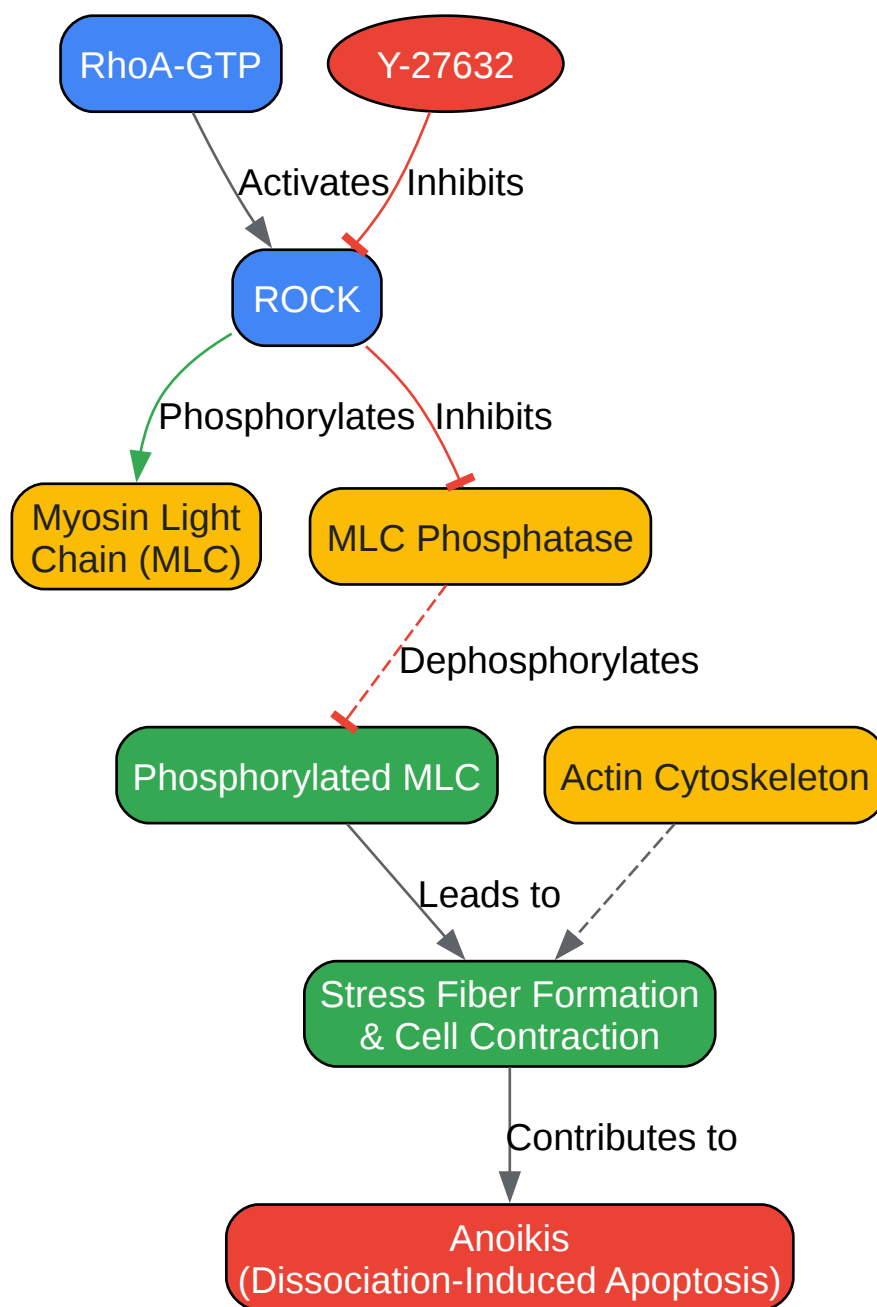 RhoA-GTP
Y-27632
Activates
Inhibits
ROCK
Phosphorylates
Inhibits
Myosin Light
Chain (MLC)
MLC Phosphatase
Dephosphorylates
Phosphorylated MLC
Actin Cytoskeleton
Leads to
Stress Fiber Formation
& Cell Contraction
Contributes to
Anoikis
(Dissociation-Induced Apoptosis)